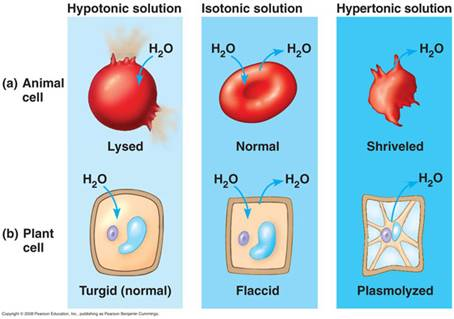 Hypotonic solution
Isotonic solution
Hypertonic solution
(a) Animal
cell
H2O
H2O
H2O
H2O
Lysed
Normal
Shriveled
(b) Plant
cell
H2O
H2O
H2O
H2O
Turgid (normal)
Flaccid
Plasmolyzed
Copyright © 2008 Pearson Education, Inc., publishing as Pearson Benjamin Cummings.